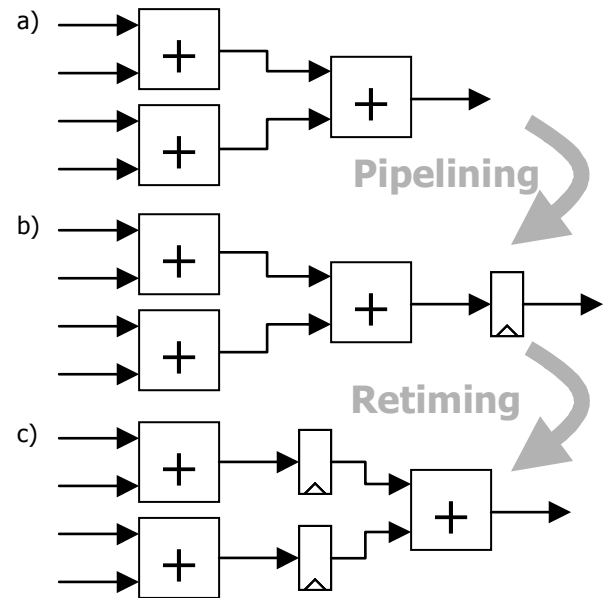 a)
+
+
+
Pipelining
b)
+
+
+
Retiming
c)
+
+
+